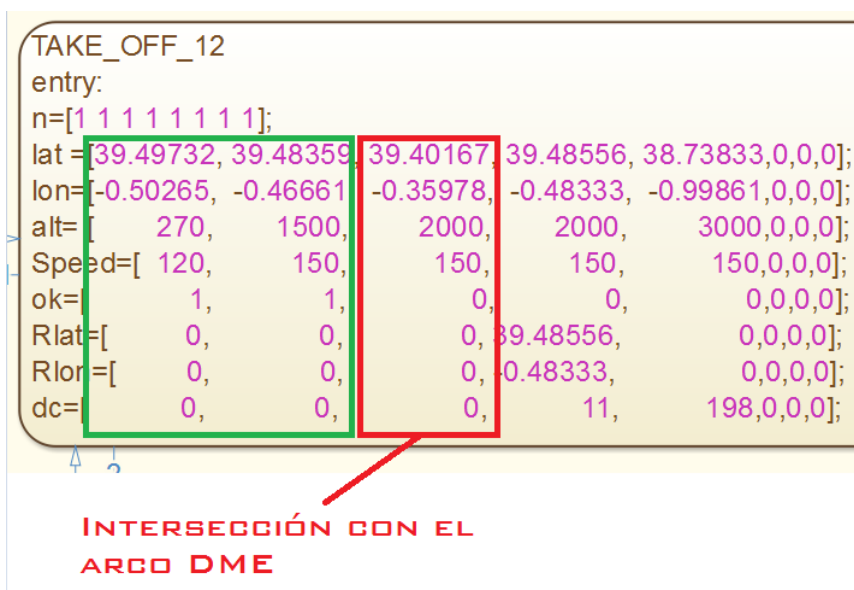 TAKE_OFF_12
entry:
n=[1 1 1 1 1 1 1 1];
lat =[39.49732, 39.48359, 39.40167, 39.48556, 38.73833,0,0,0];
lon=[-0.50265, -0.46661 -0.35978, -0.48333, -0.99861,0,0,0];
alt= [ 270, 1500, 2000, 2000, 3000,0,0,0];
Speed=[ 120, 150, 150, 150, 150,0,0,0];
ok=[ 1, 1, 0, 0, 0,0,0,0];
Rlat=[ 0, 0, 0, 39.48556, 0,0,0,0];
Rlon=[ 0, 0, 0, -0.48333, 0,0,0,0];
dc=[ 0, 0, 0, 11, 198,0,0,0];
2
INTERSECCIÓN CON EL
ARCO DME